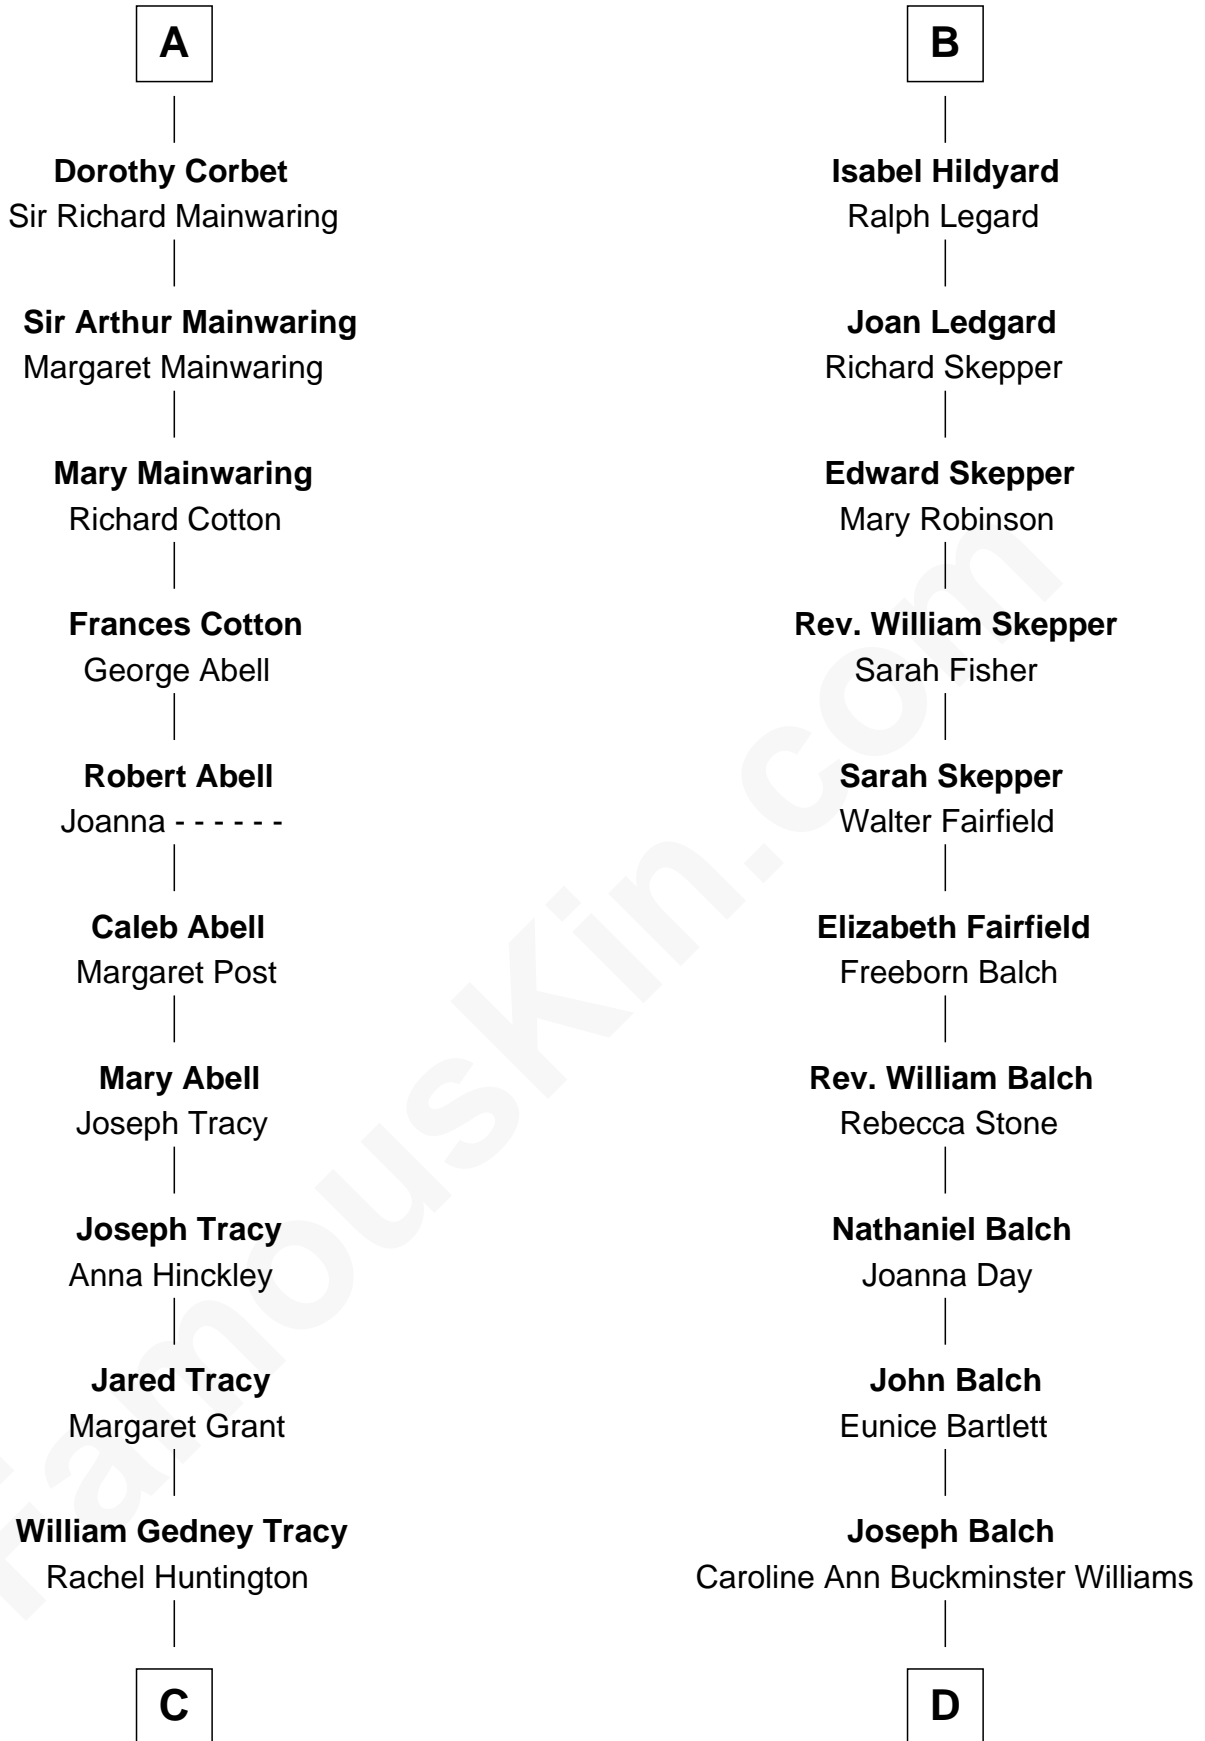 A
Dorothy Corbet
Sir Richard Mainwaring
Sir Arthur Mainwaring
Margaret Mainwaring
Mary Mainwaring
Richard Cotton
Frances Cotton
George Abell
Robert Abell
Joanna - - - - - -
Caleb Abell
Margaret Post
Mary Abell
Joseph Tracy
Joseph Tracy
Anna Hinckley
Jared Tracy
Margaret Grant
William Gedney Tracy
Rachel Huntington
C
B
Isabel Hildyard
Ralph Legard
Joan Ledgard
Richard Skepper
Edward Skepper
Mary Robinson
Rev. William Skepper
Sarah Fisher
Sarah Skepper
Walter Fairfield
Elizabeth Fairfield
Freeborn Balch
Rev. William Balch
Rebecca Stone
Nathaniel Balch
Joanna Day
John Balch
Eunice Bartlett
Joseph Balch
Caroline Ann Buckminster Williams
D
FamousKin.com